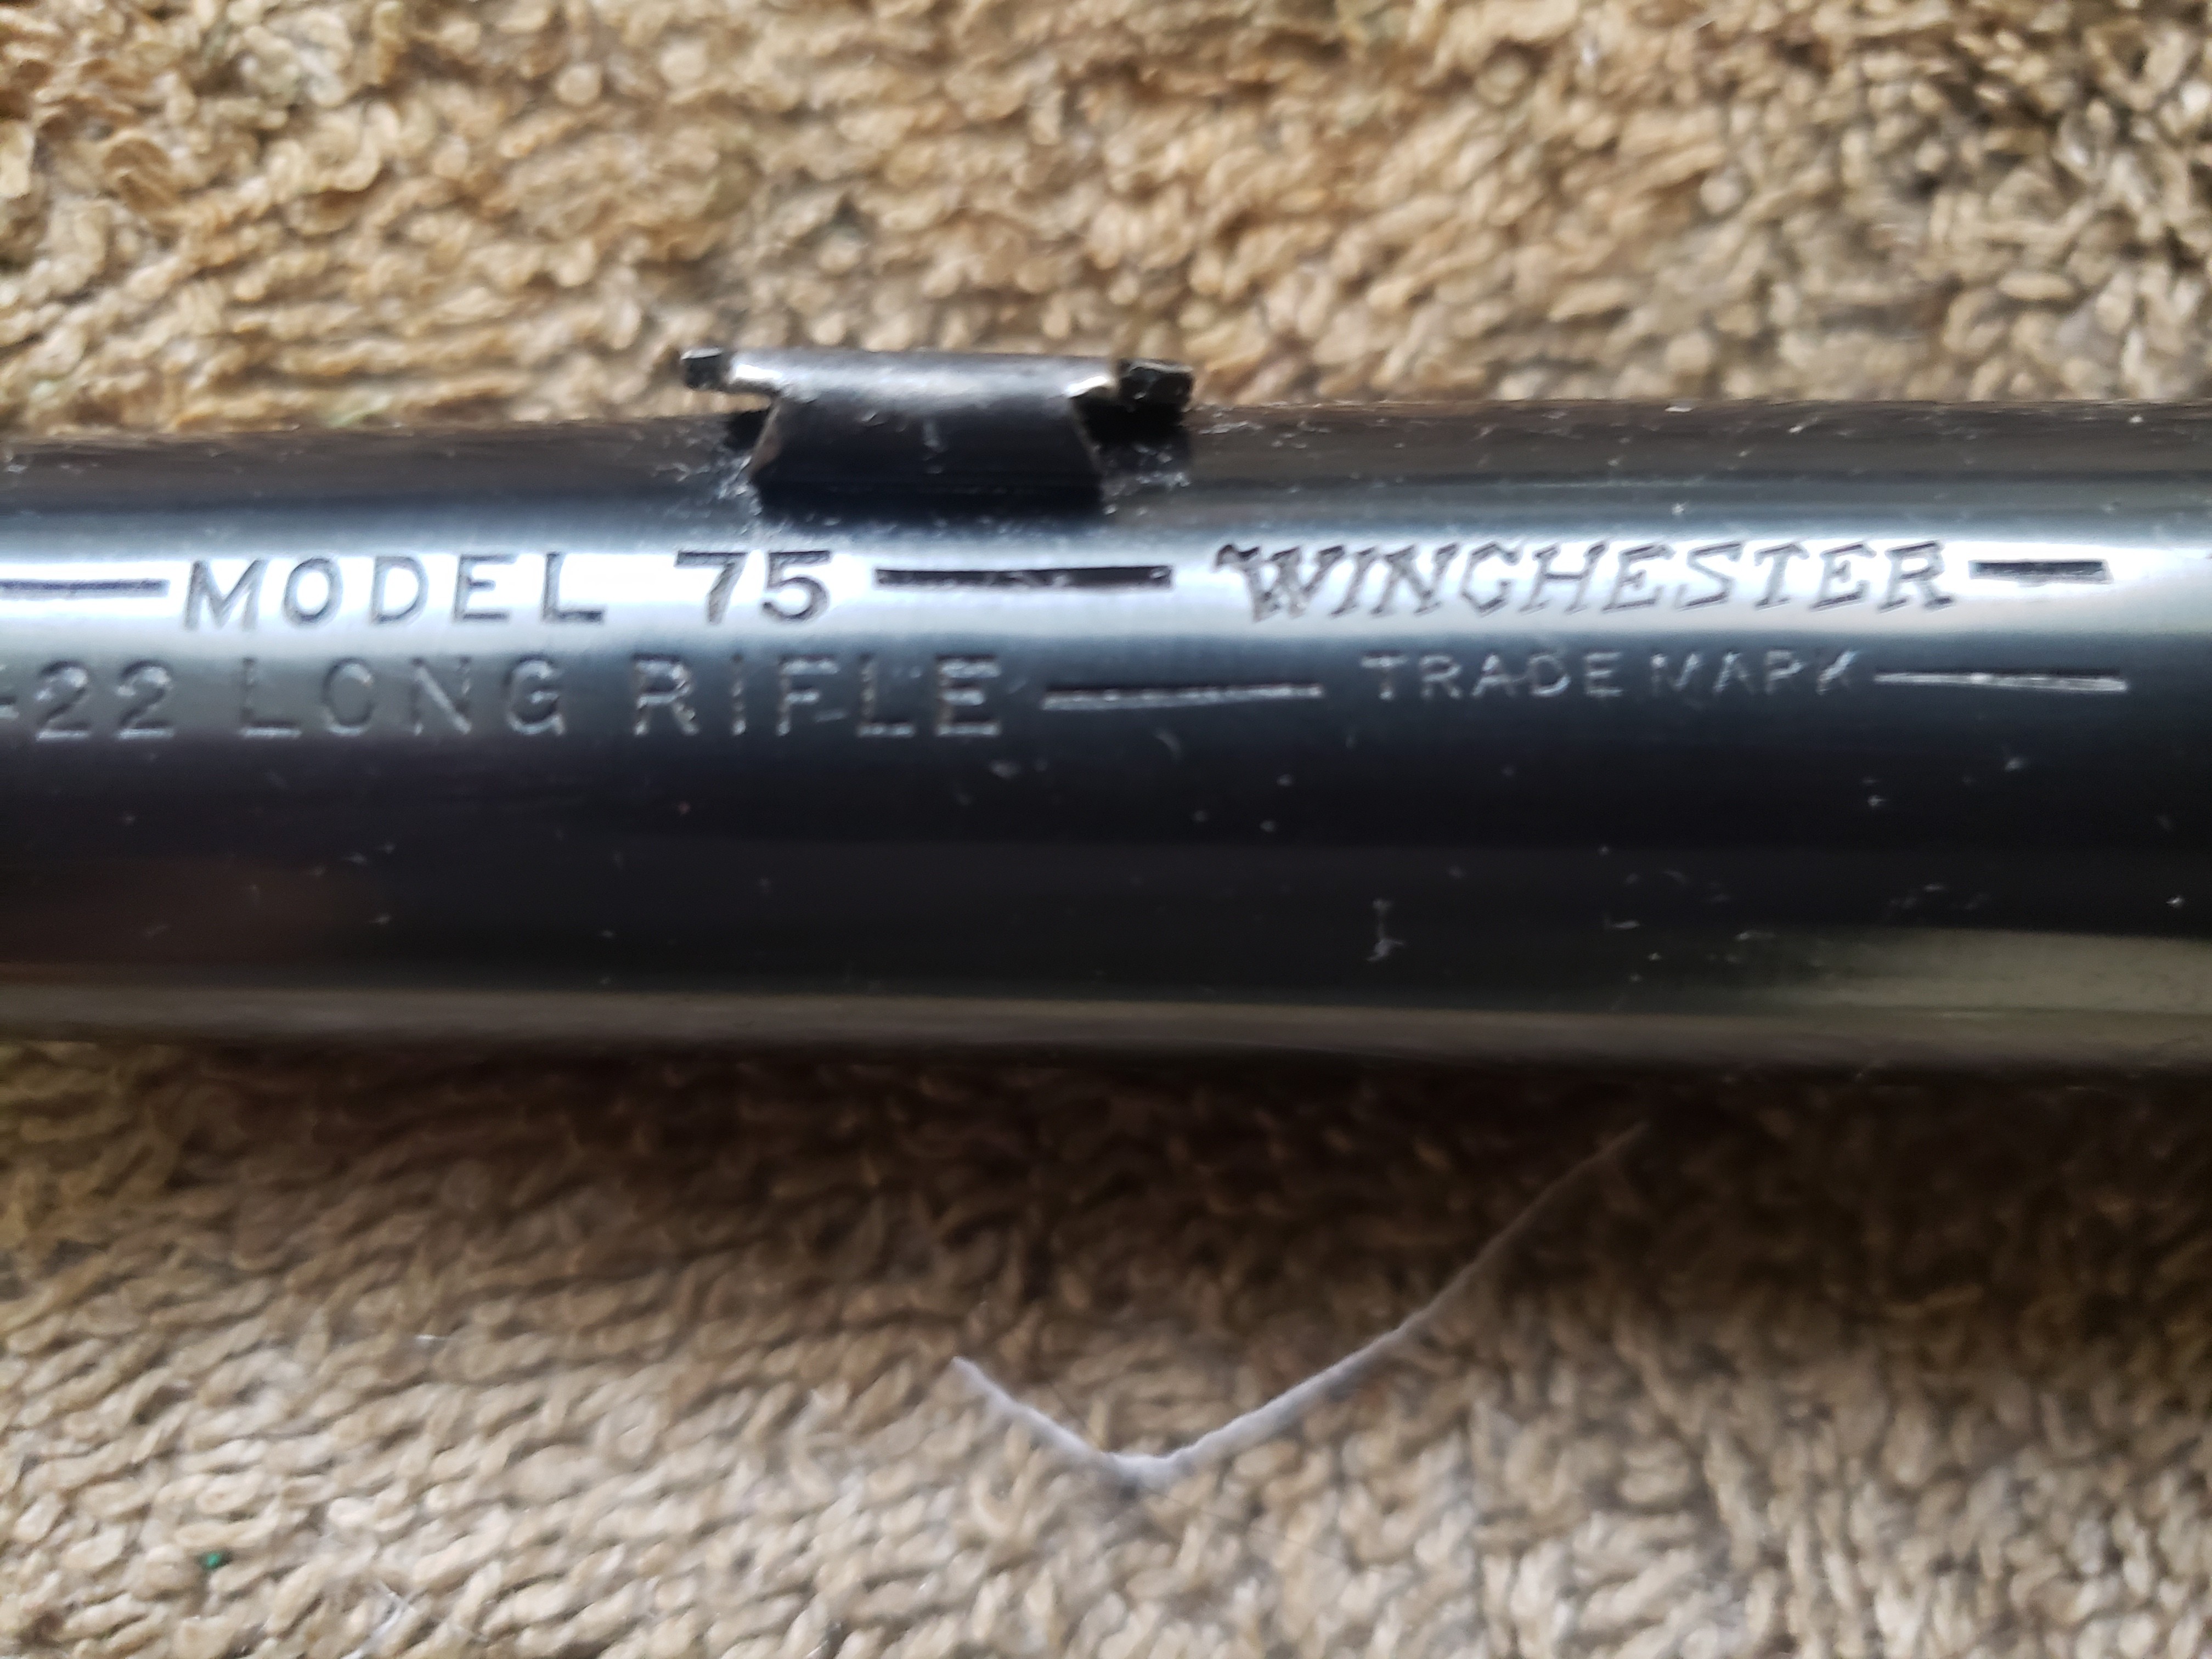 —MODEL 75—WINCHESTER—
-22 LONG RIFLE—TRADE MARK—